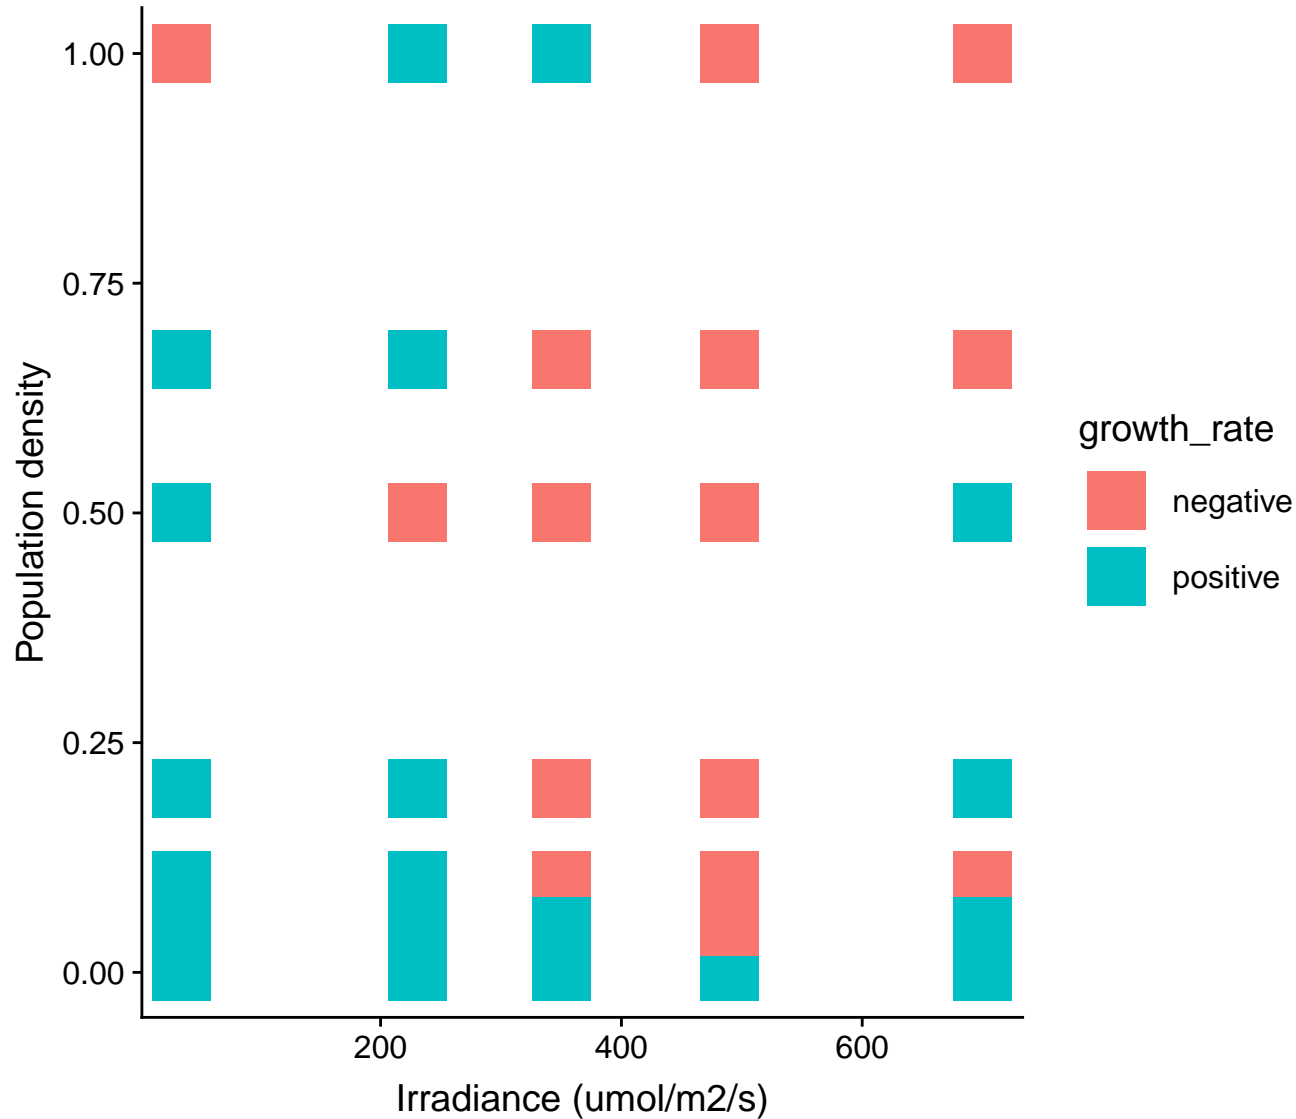 1.00
0.75
0.50
0.25
0.00
Population density
200 400 600
Irradiance (umol/m2/s)
growth_rate
negative
positive